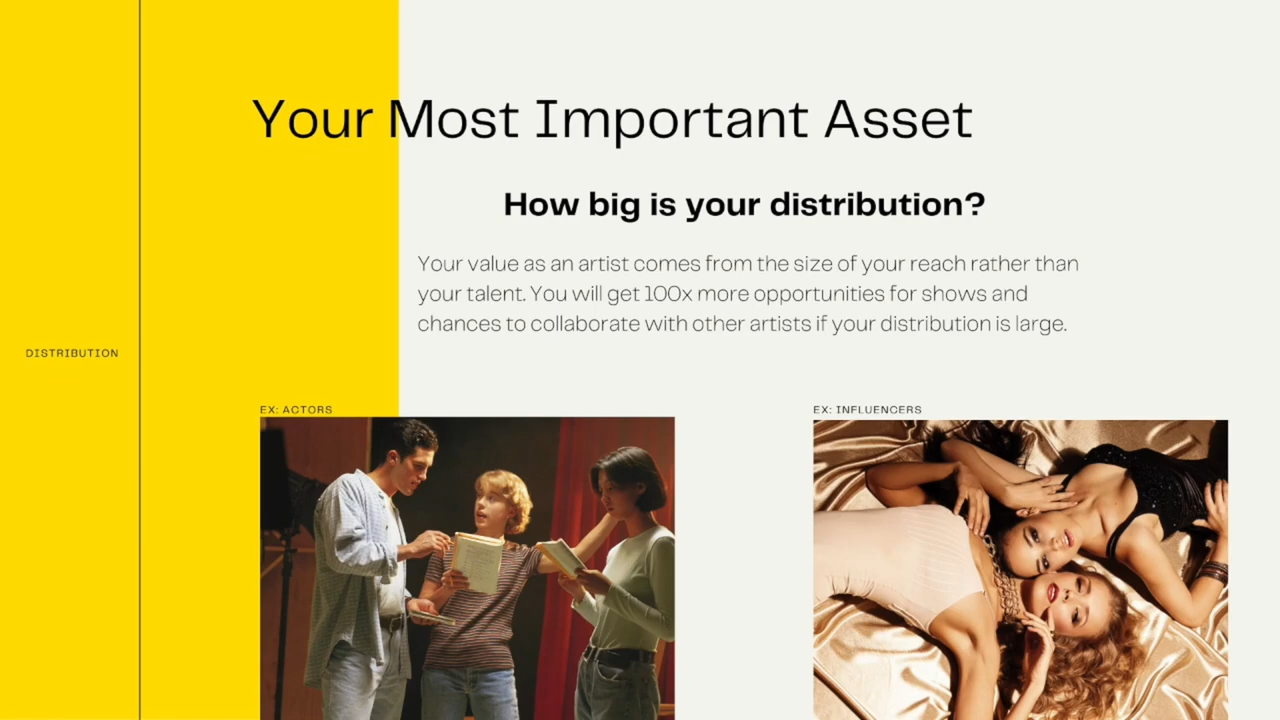 Your Most Important Asset
How big is your distribution?
Your value as an artist comes from the size of your reach rather than
your talent. You will get 100x more opportunities for shows and
chances to collaborate with other artists if your distribution is large.
DISTRIBUTION
EX: ACTORS
EX: INFLUENCERS